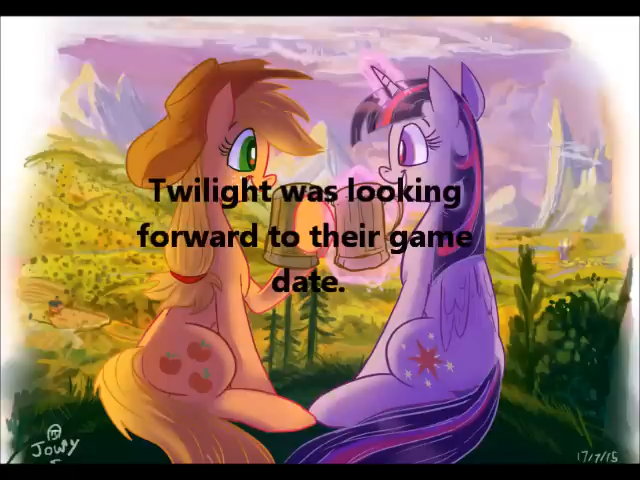 Twilight was looking
forward to their game
date.
Jowy
17/7/15